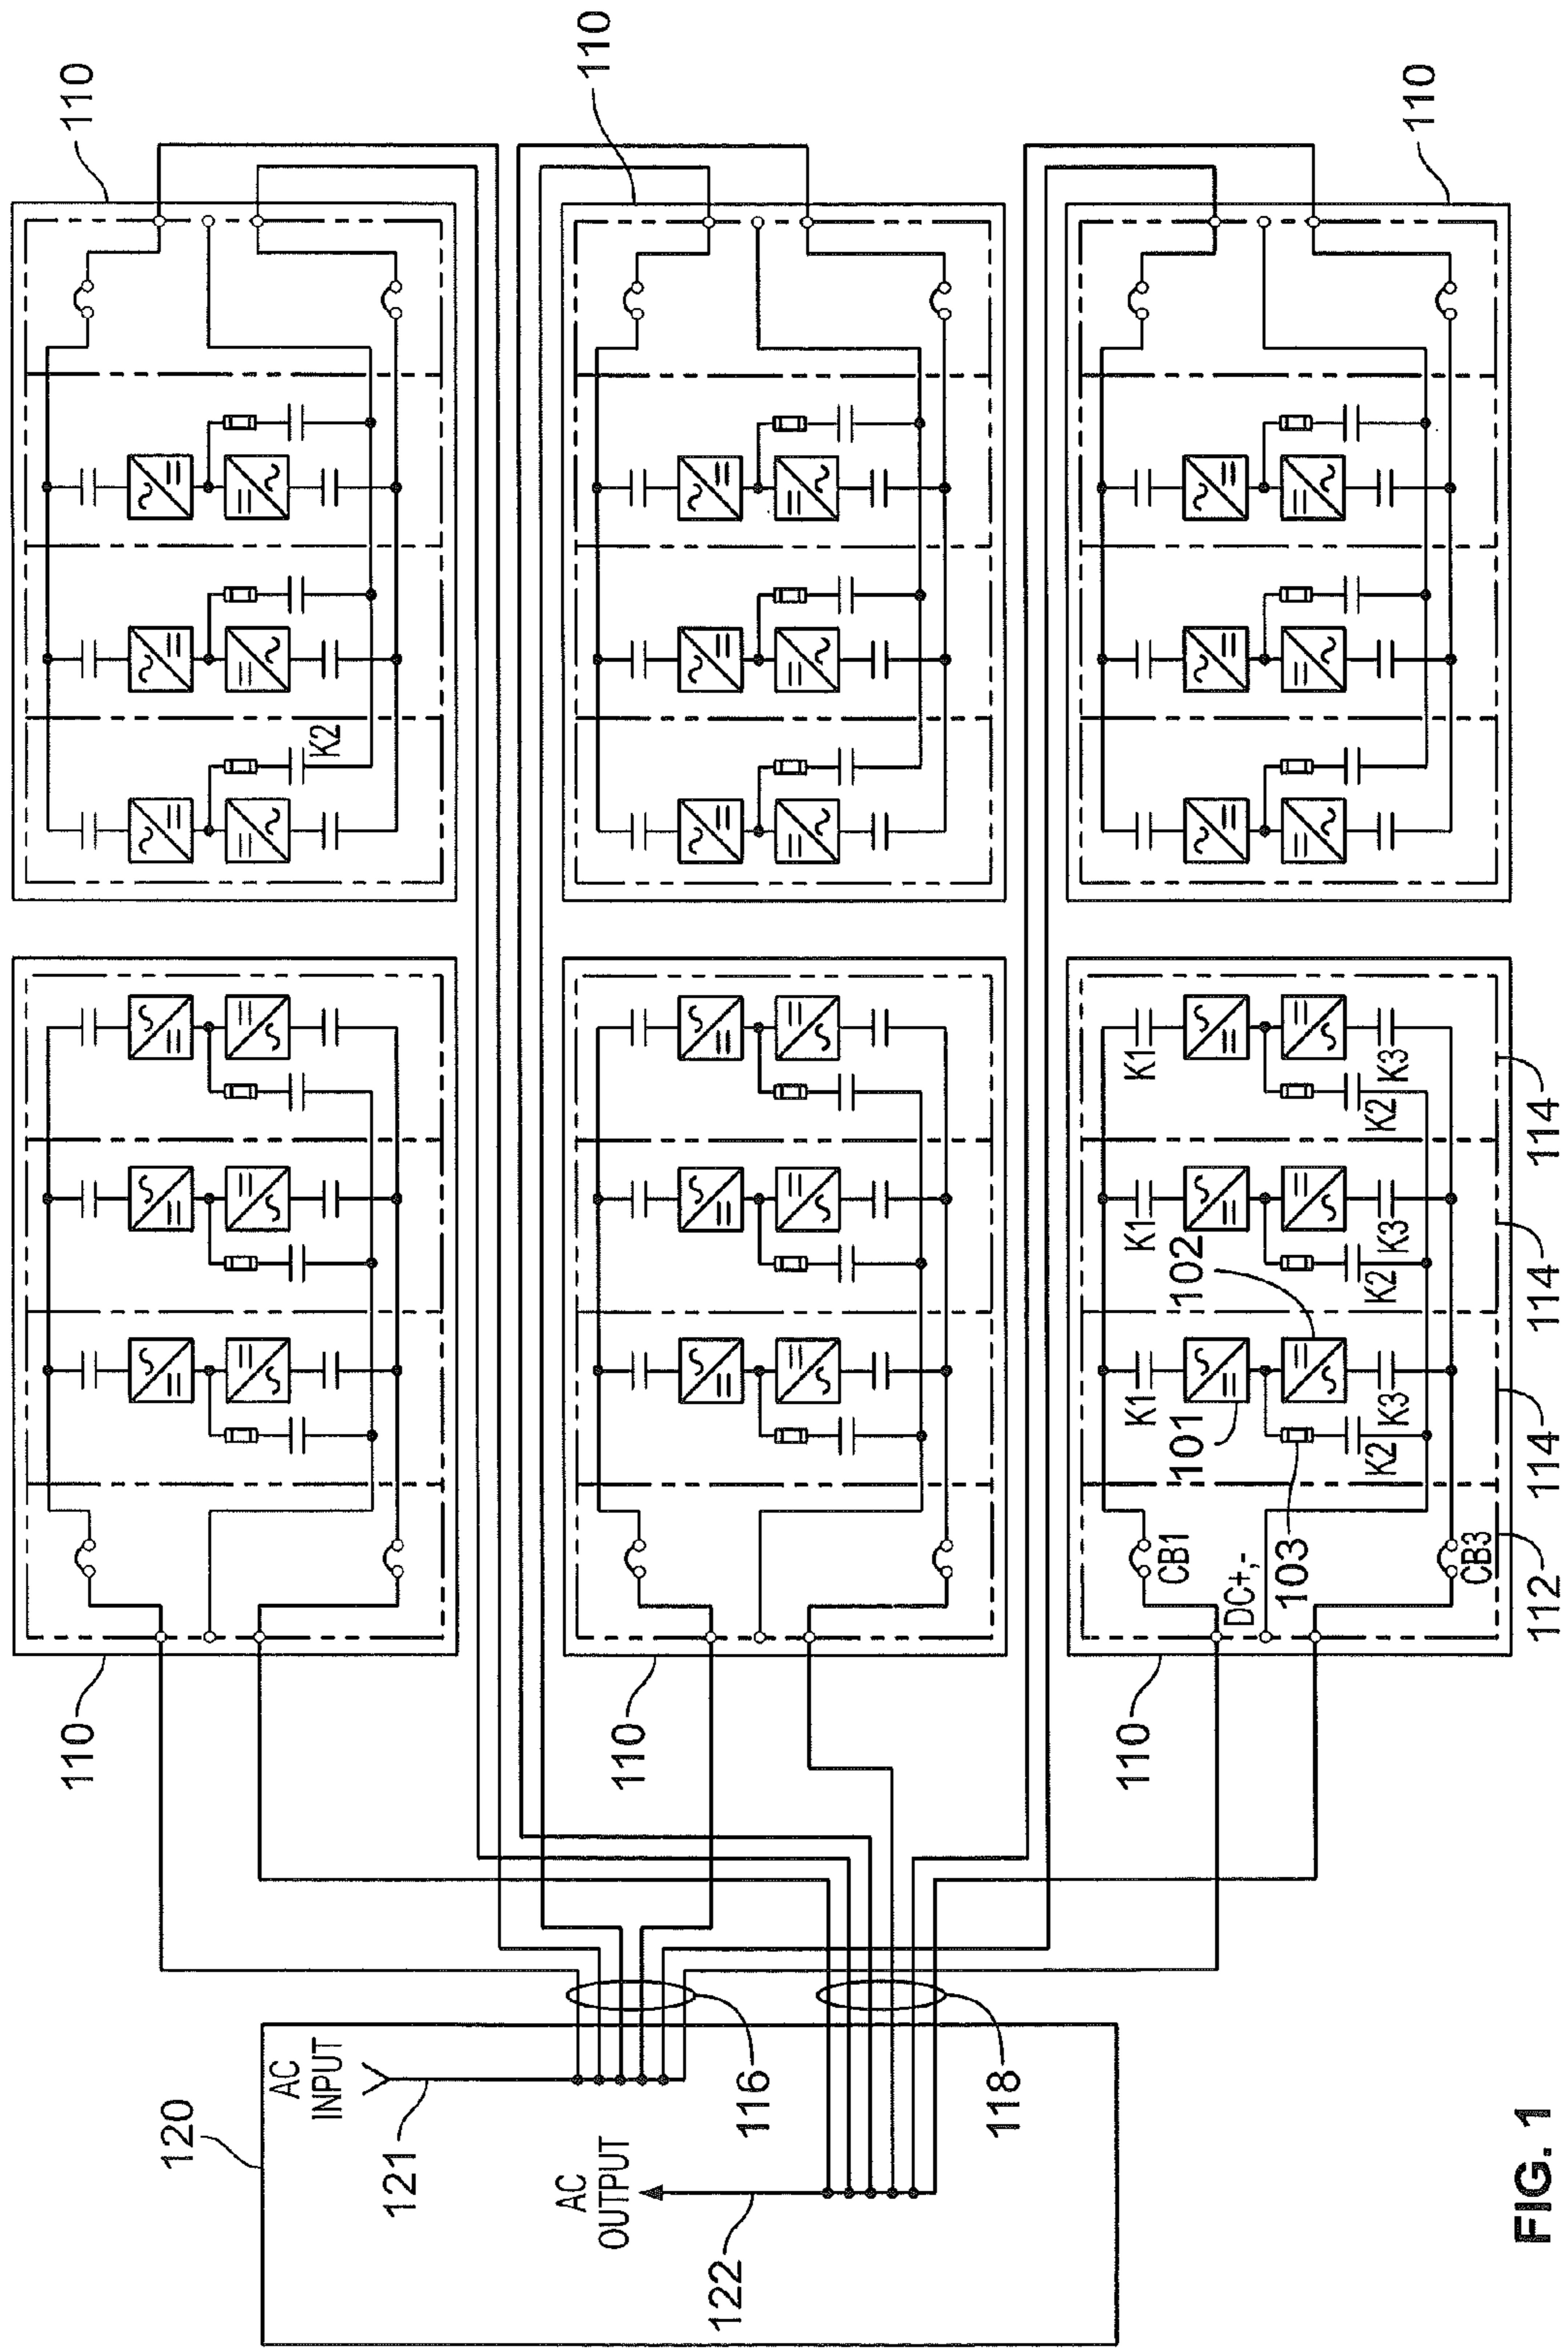 120
AC
INPUT
121
AC
OUTPUT
122
116
118
110
110
110
110
110
110
K2
K1
K1
K1
101
102
103
K2
K2
K2
K3
K3
K3
CB1
DC+,-
CB3
112
114
114
114
FIG. 1